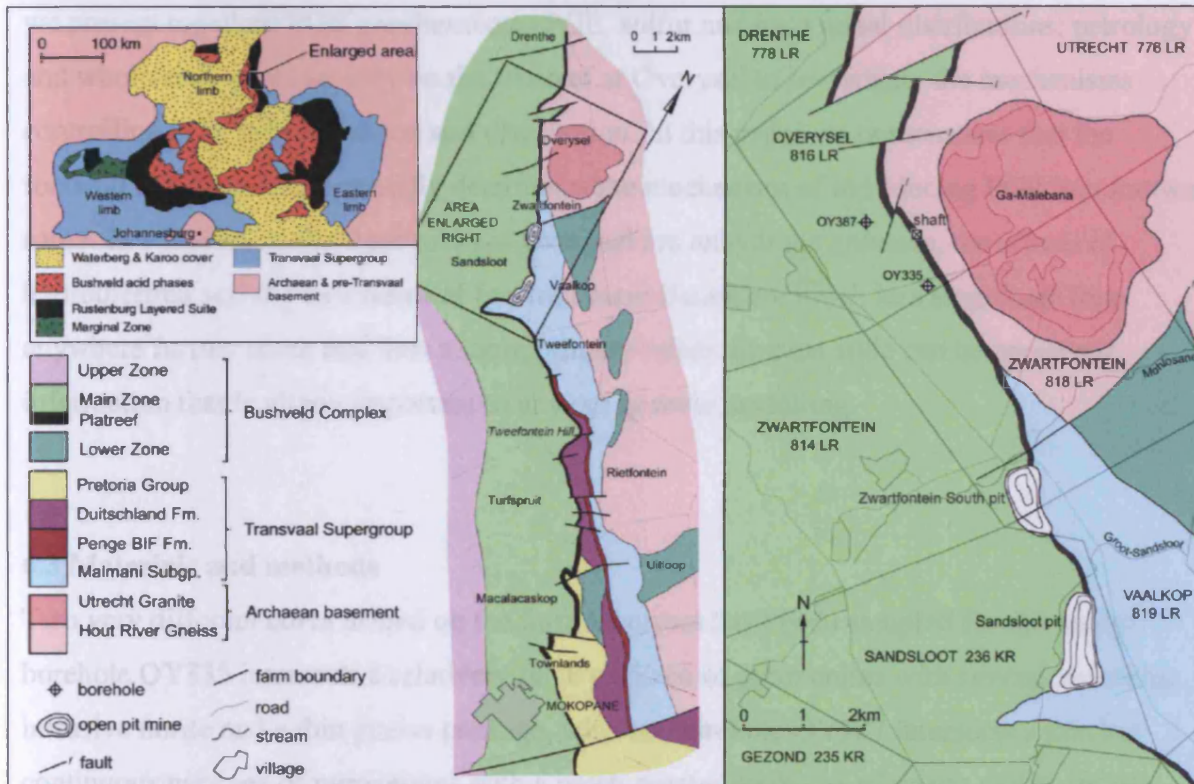 0 100 km
Enlarged area
Northern
limb
Western
limb
Eastern
limb
Johannesburg
Waterberg & Karoo cover
Bushveld acid phases
Rustenburg Layered Suite
Marginal Zone
Transvaal Supergroup
Archaean & pre-Transvaal
basement
Upper Zone
Main Zone
Platreef
Lower Zone
Bushveld Complex
Pretoria Group
Duitschland Fm.
Penge BIF Fm.
Malmani Subgp.
Transvaal Supergroup
Utrecht Granite
Hout River Gneiss
Archaean basement
borehole
open pit mine
fault
farm boundary
road
stream
village
Drenthe
0 2km
N
Overysel
Zwartfontein
AREA
ENLARGED
RIGHT
Sandsloot
Vaalkop
Tweefontein
Tweefontein Hill
Rietfontein
Turfspruit
Uitloop
Macalacaskop
Townlands
MOKOPANE
DRENTHE
778 LR
UTRECHT 776 LR
OVERYSEL
816 LR
Ga-Malebana
OY387
shaft
OY335
ZWARTFONTEIN
818 LR
Mohlosane
ZWARTFONTEIN
814 LR
Zwartfontein South pit
Groot-Sandsloot
VAALKOP
819 LR
N
Sandsloot pit
SANDSLOOT 236 KR
0 1 2km
GEZOND 235 KR